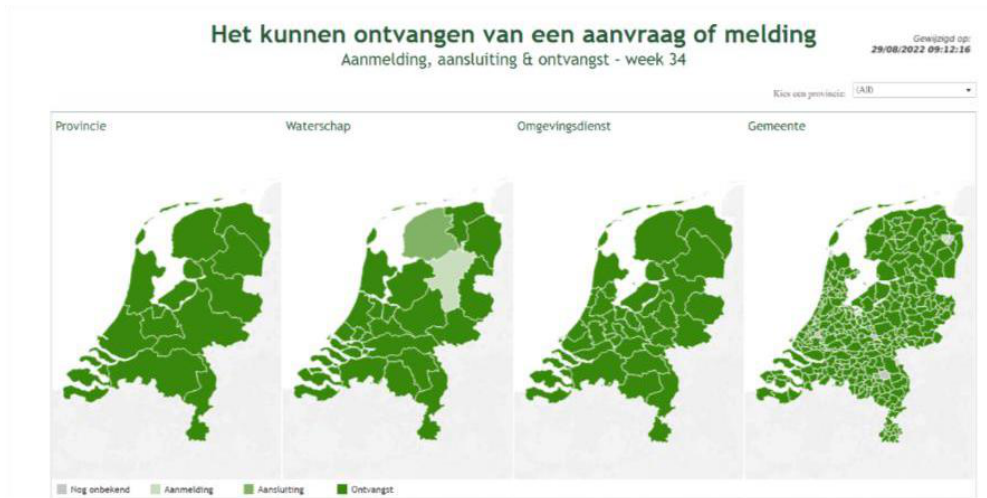 Het kunnen ontvangen van een aanvraag of melding
Aanmelding, aansluiting & ontvangst - week 34
Gewijzigd op:
29/08/2022 09:12:16
Kies een provincie:
(All)
Provincie
Waterschap
Omgevingsdienst
Gemeente
Nog onbekend
Aanmelding
Aansluiting
Ontvangst